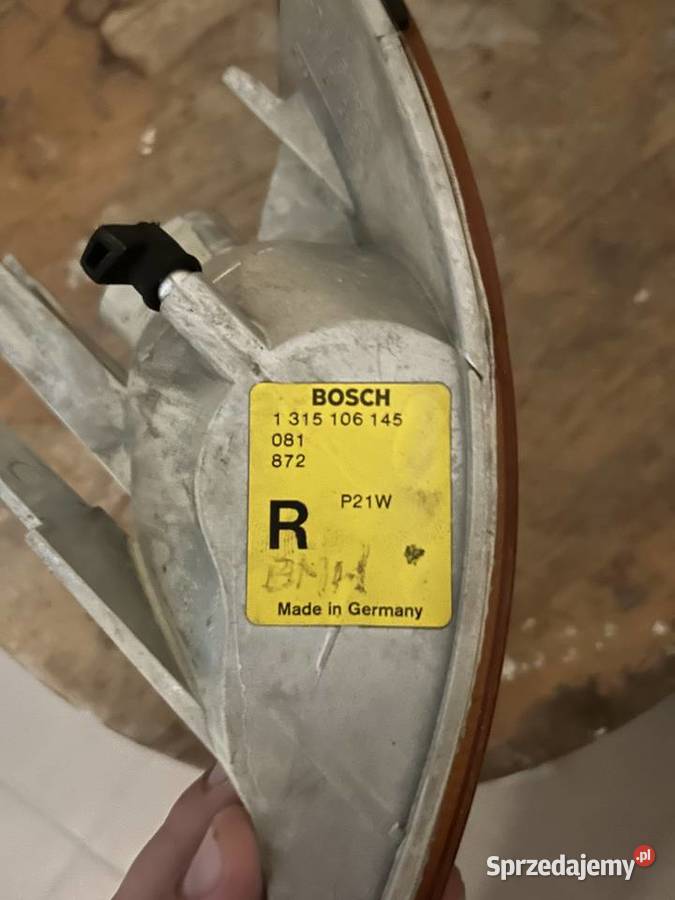 BOSCH
1 315 106 145
081
872
R P21W
Made in Germany
Sprzedajemy.pl